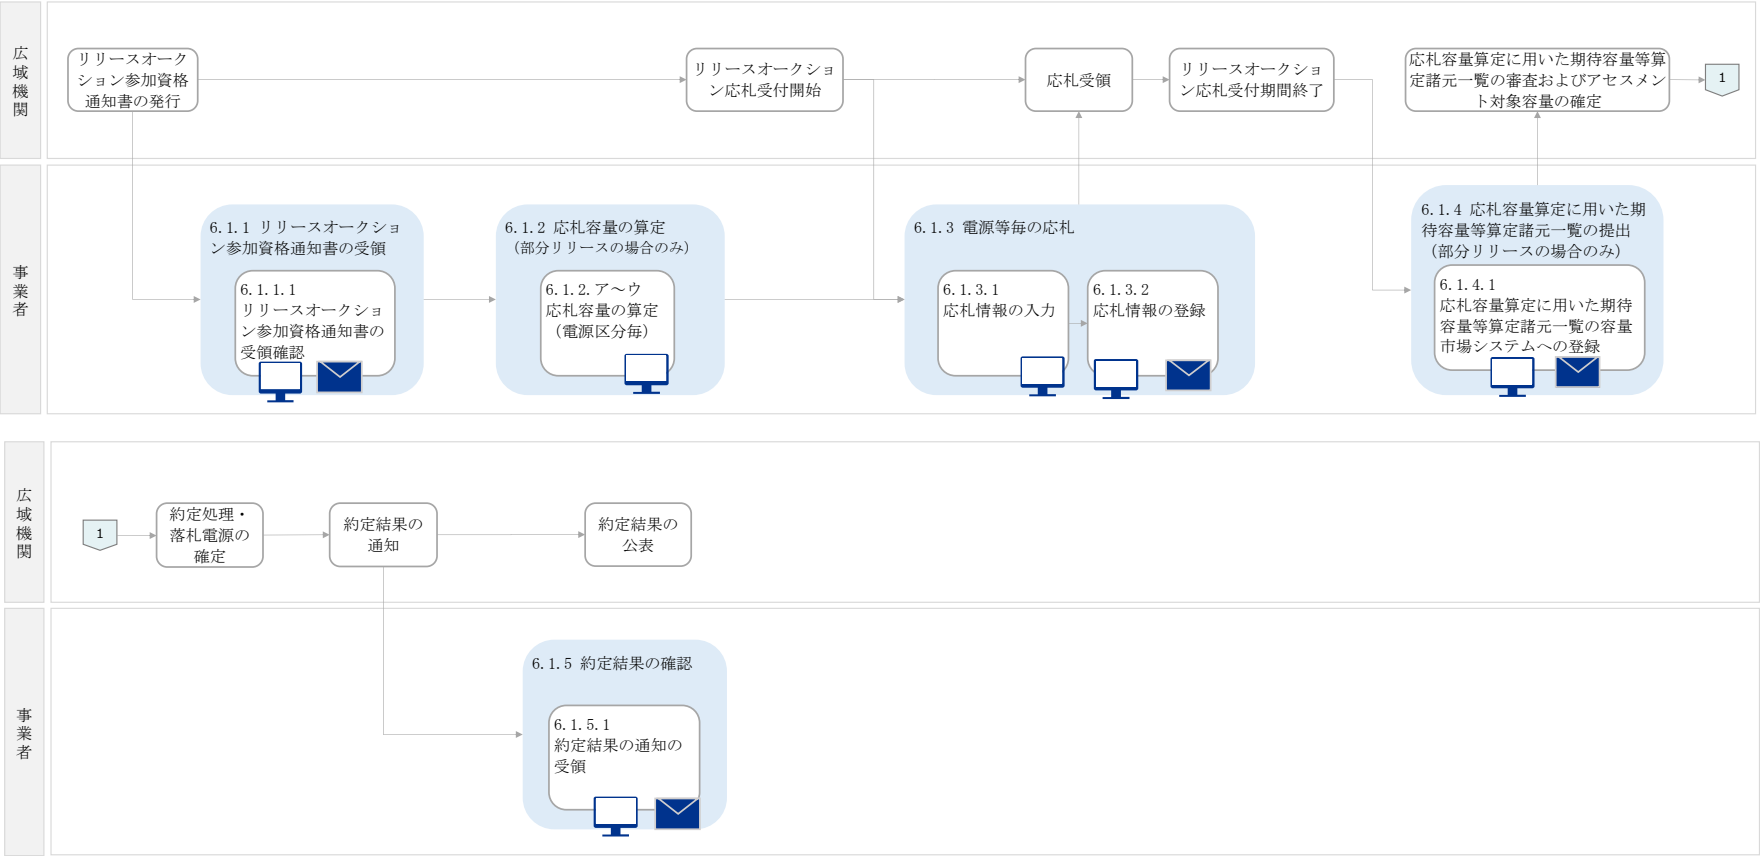 広域機関
リリースオーク
ション参加資格
通知書の発行
リリースオークショ
ン応札受付開始
応札受領
リリースオークショ
ン応札受付期間終了
応札容量算定に用いた期待容量等算
定諸元一覧の審査およびアセスメン
ト対象容量の確定
1
事業者
6.1.1 リリースオークショ
ン参加資格通知書の受領
6.1.1.1
リリースオークショ
ン参加資格通知書の
受領確認
6.1.2 応札容量の算定
(部分リリースの場合のみ)
6.1.2.ア～ウ
応札容量の算定
（電源区分毎）
6.1.3 電源等毎の応札
6.1.3.1
応札情報の入力
6.1.3.2
応札情報の登録
6.1.4 応札容量算定に用いた期
待容量等算定諸元一覧の提出
（部分リリースの場合のみ）
6.1.4.1
応札容量算定に用いた期待
容量等算定諸元一覧の容量
市場システムへの登録
広域機関
1
約定処理・
落札電源の
確定
約定結果の
通知
約定結果の
公表
事業者
6.1.5 約定結果の確認
6.1.5.1
約定結果の通知の
受領